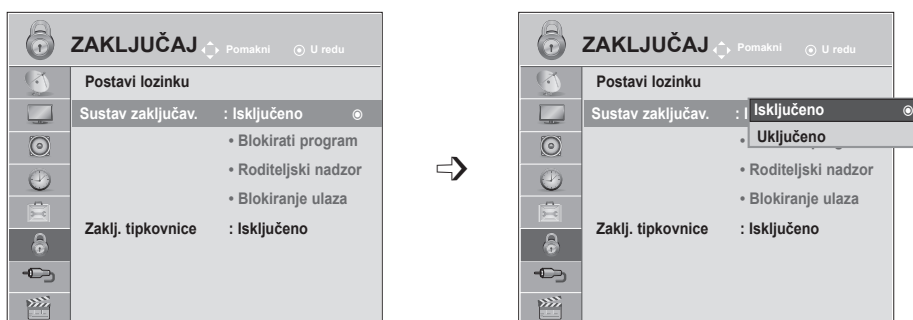 ZAKLJUČAJ Pomakni U redu
Postavi lozinku
Sustav zaključav. : Isključeno
• Blokirati program
• Roditeljski nadzor
• Blokiranje ulaza
Zaklj. tipkovnice : Isključeno
ZAKLJUČAJ Pomakni U redu
Postavi lozinku
Sustav zaključav. : I Isključeno
• Uključeno
• Roditeljski nadzor
• Blokiranje ulaza
Zaklj. tipkovnice : Isključeno